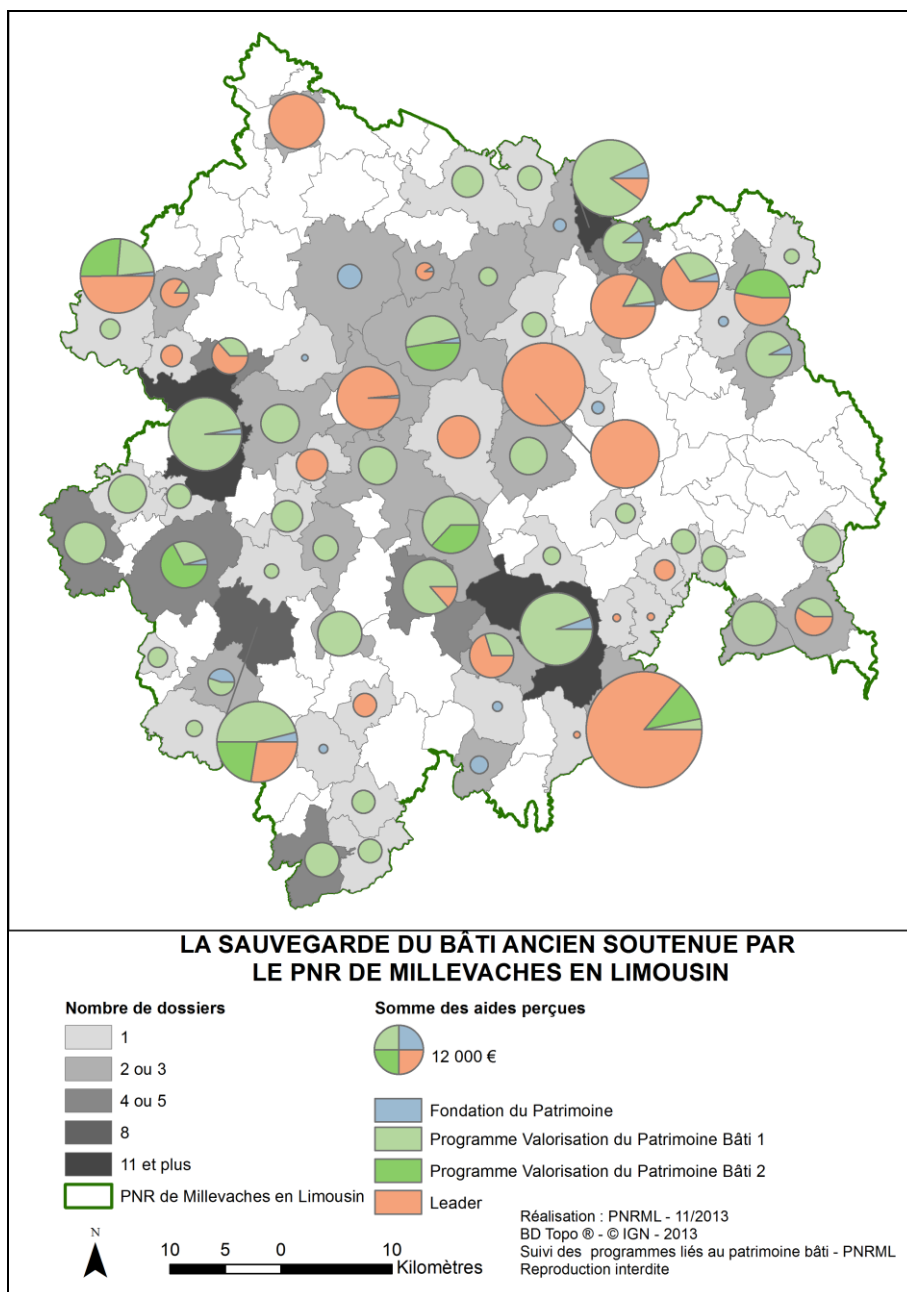 LA SAUVEGARDE DU BÂTI ANCIEN SOUTENUE PAR
LE PNR DE MILLEVACHES EN LIMOUSIN
Nombre de dossiers
1
2 ou 3
4 ou 5
8
11 et plus
PNR de Millevaches en Limousin
Somme des aides perçues
12 000 €
Fondation du Patrimoine
Programme Valorisation du Patrimoine Bâti 1
Programme Valorisation du Patrimoine Bâti 2
Leader
N
10 5 0 10
Kilomètres
Réalisation : PNRML - 11/2013
BD Topo ® - © IGN - 2013
Suivi des programmes liés au patrimoine bâti - PNRML
Reproduction interdite